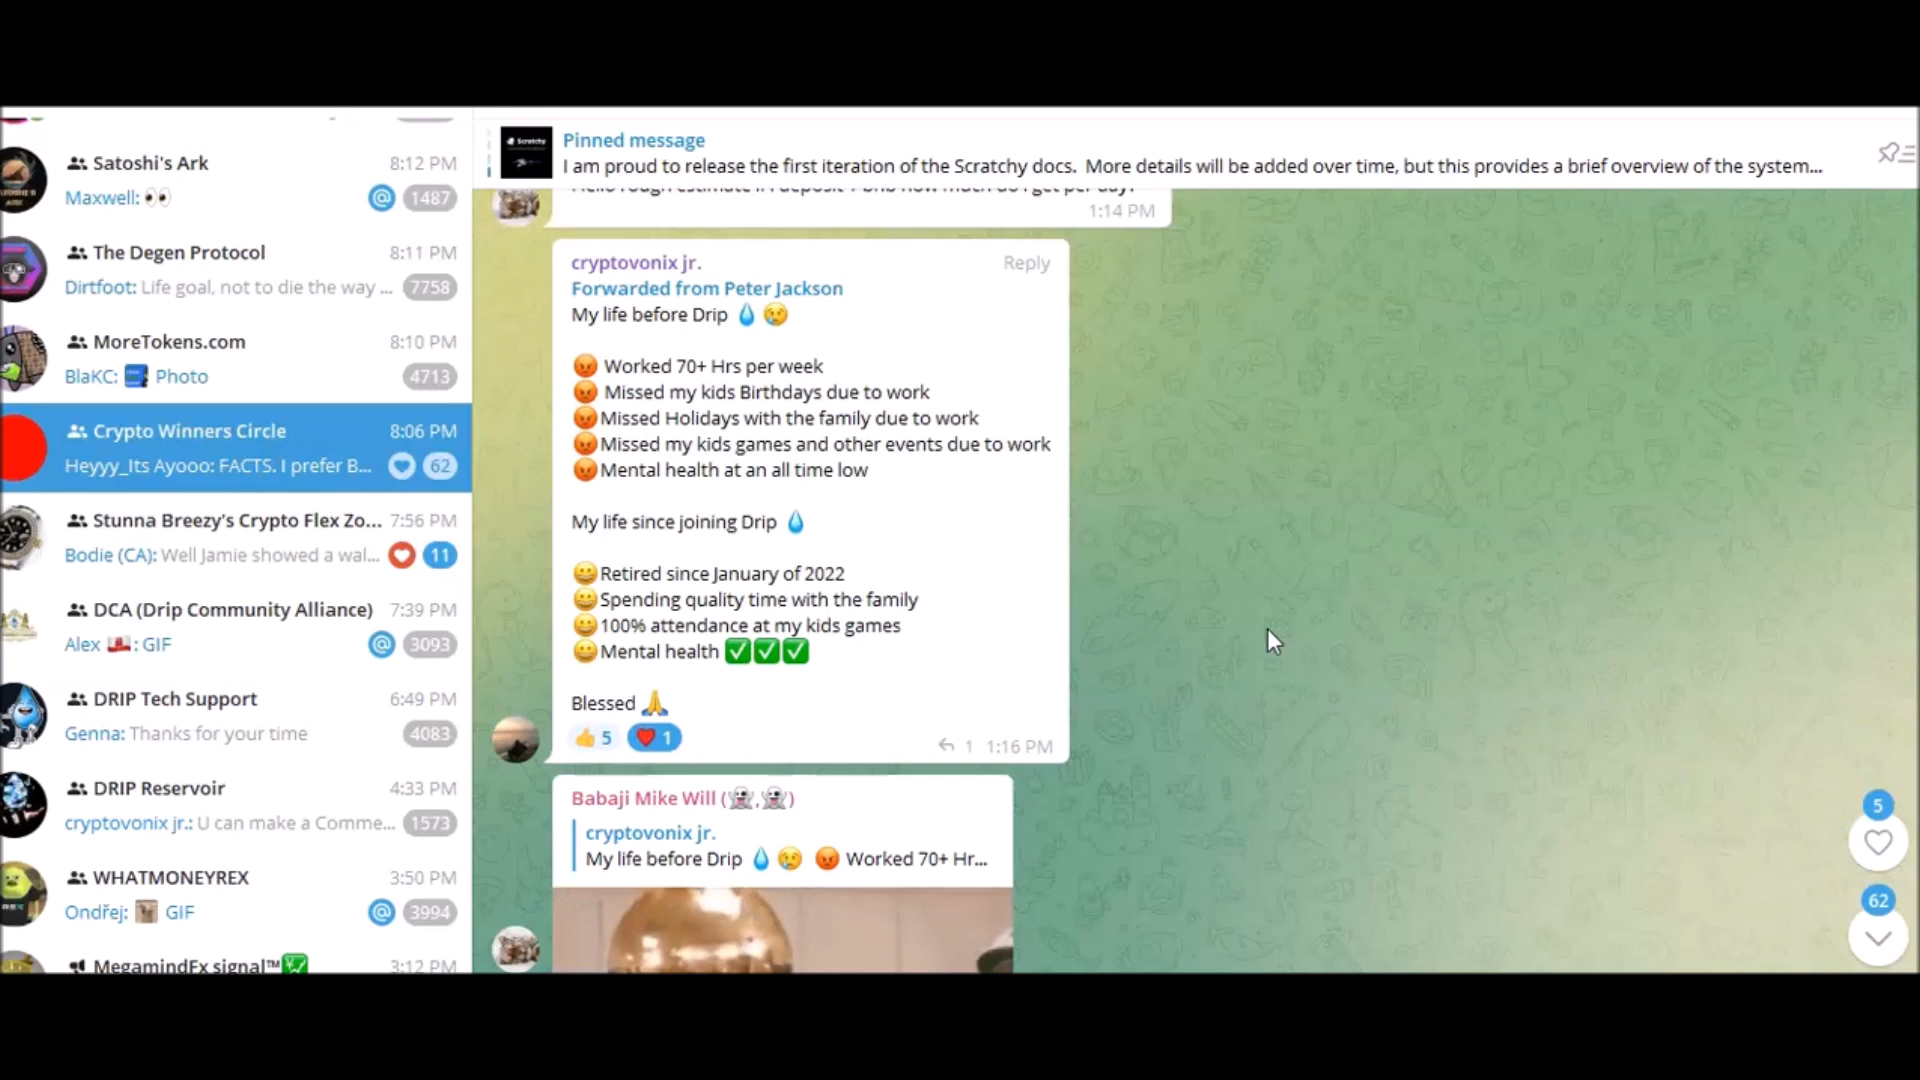 Satoshi's Ark 8:12 PM
Maxwell: 👀 @ 1487
The Degen Protocol 8:11 PM
Dirtfoot: Life goal, not to die the way ... 7758
MoreTokens.com 8:10 PM
BlaKC: Photo 4713
Crypto Winners Circle 8:06 PM
Heyyy_Its Ayooo: FACTS. I prefer B... 62
Stunna Breezy's Crypto Flex Zo... 7:56 PM
Bodie (CA): Well Jamie showed a wal... 11
DCA (Drip Community Alliance) 7:39 PM
Alex : GIF @ 3093
DRIP Tech Support 6:49 PM
Genna: Thanks for your time 4083
DRIP Reservoir 4:33 PM
cryptovonix jr.: U can make a Comme... 1573
WHATMONEYREX 3:50 PM
Ondřej: GIF @ 3994
MegamindFx signal™ 3:12 PM
Scratchy
Pinned message
I am proud to release the first iteration of the Scratchy docs. More details will be added over time, but this provides a brief overview of the system...
1:14 PM
cryptovonix jr. Reply
Forwarded from Peter Jackson
My life before Drip 💧 😢
😡 Worked 70+ Hrs per week
😡 Missed my kids Birthdays due to work
😡Missed Holidays with the family due to work
😡Missed my kids games and other events due to work
😡Mental health at an all time low
My life since joining Drip 💧
😀Retired since January of 2022
😀Spending quality time with the family
😀100% attendance at my kids games
😀Mental health ✅✅✅
Blessed 🙏
👍 5 ❤️ 1
1 1:16 PM
Babaji Mike Will (👻,👻)
cryptovonix jr.
My life before Drip 💧 😢 😡 Worked 70+ Hr...
5
62